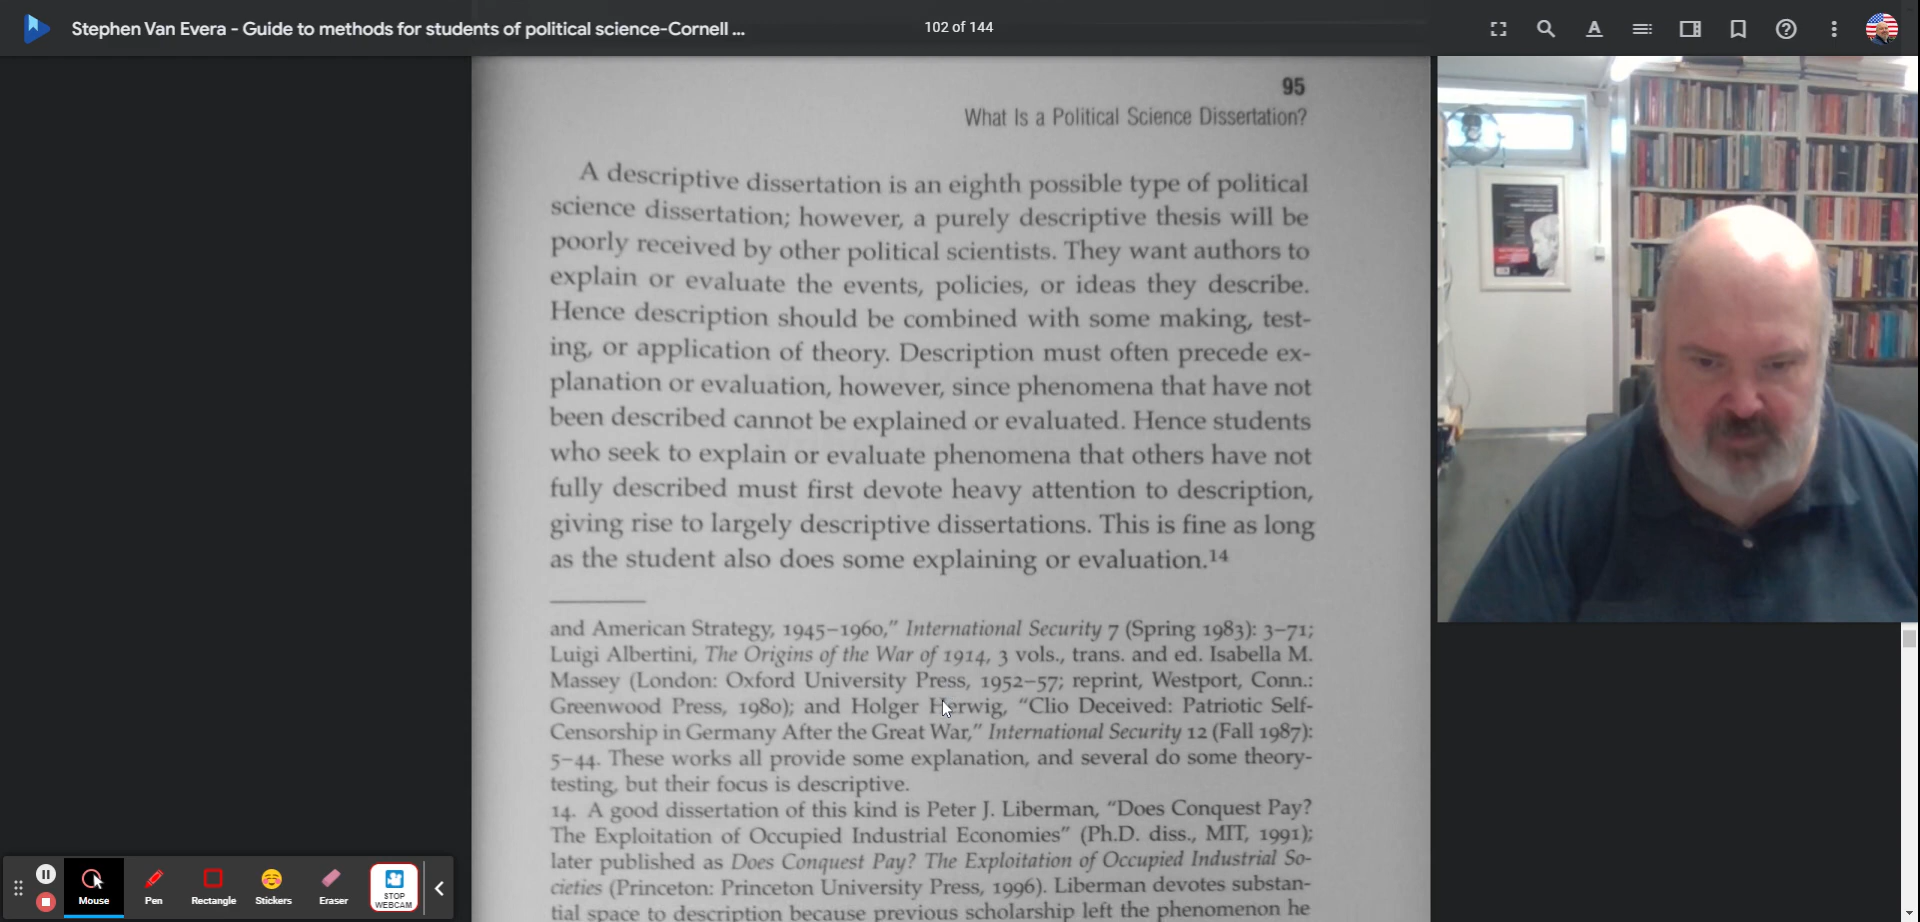 Stephen Van Evera - Guide to methods for students of political science-Cornell ...
102 of 144
95
What Is a Political Science Dissertation?
A descriptive dissertation is an eighth possible type of political
science dissertation; however, a purely descriptive thesis will be
poorly received by other political scientists. They want authors to
explain or evaluate the events, policies, or ideas they describe.
Hence description should be combined with some making, test-
ing, or application of theory. Description must often precede ex-
planation or evaluation, however, since phenomena that have not
been described cannot be explained or evaluated. Hence students
who seek to explain or evaluate phenomena that others have not
fully described must first devote heavy attention to description,
giving rise to largely descriptive dissertations. This is fine as long
as the student also does some explaining or evaluation.14
and American Strategy, 1945–1960,” International Security 7 (Spring 1983): 3–71;
Luigi Albertini, The Origins of the War of 1914, 3 vols., trans. and ed. Isabella M.
Massey (London: Oxford University Press, 1952–57; reprint, Westport, Conn.:
Greenwood Press, 1980); and Holger Herwig, “Clio Deceived: Patriotic Self-
Censorship in Germany After the Great War,” International Security 12 (Fall 1987):
5–44. These works all provide some explanation, and several do some theory-
testing, but their focus is descriptive.
14. A good dissertation of this kind is Peter J. Liberman, “Does Conquest Pay?
The Exploitation of Occupied Industrial Economies” (Ph.D. diss., MIT, 1991);
later published as Does Conquest Pay? The Exploitation of Occupied Industrial So-
cieties (Princeton: Princeton University Press, 1996). Liberman devotes substan-
tial space to description because previous scholarship left the phenomenon he
Mouse
Pen
Rectangle
Stickers
Eraser
STOP
WEBCAM